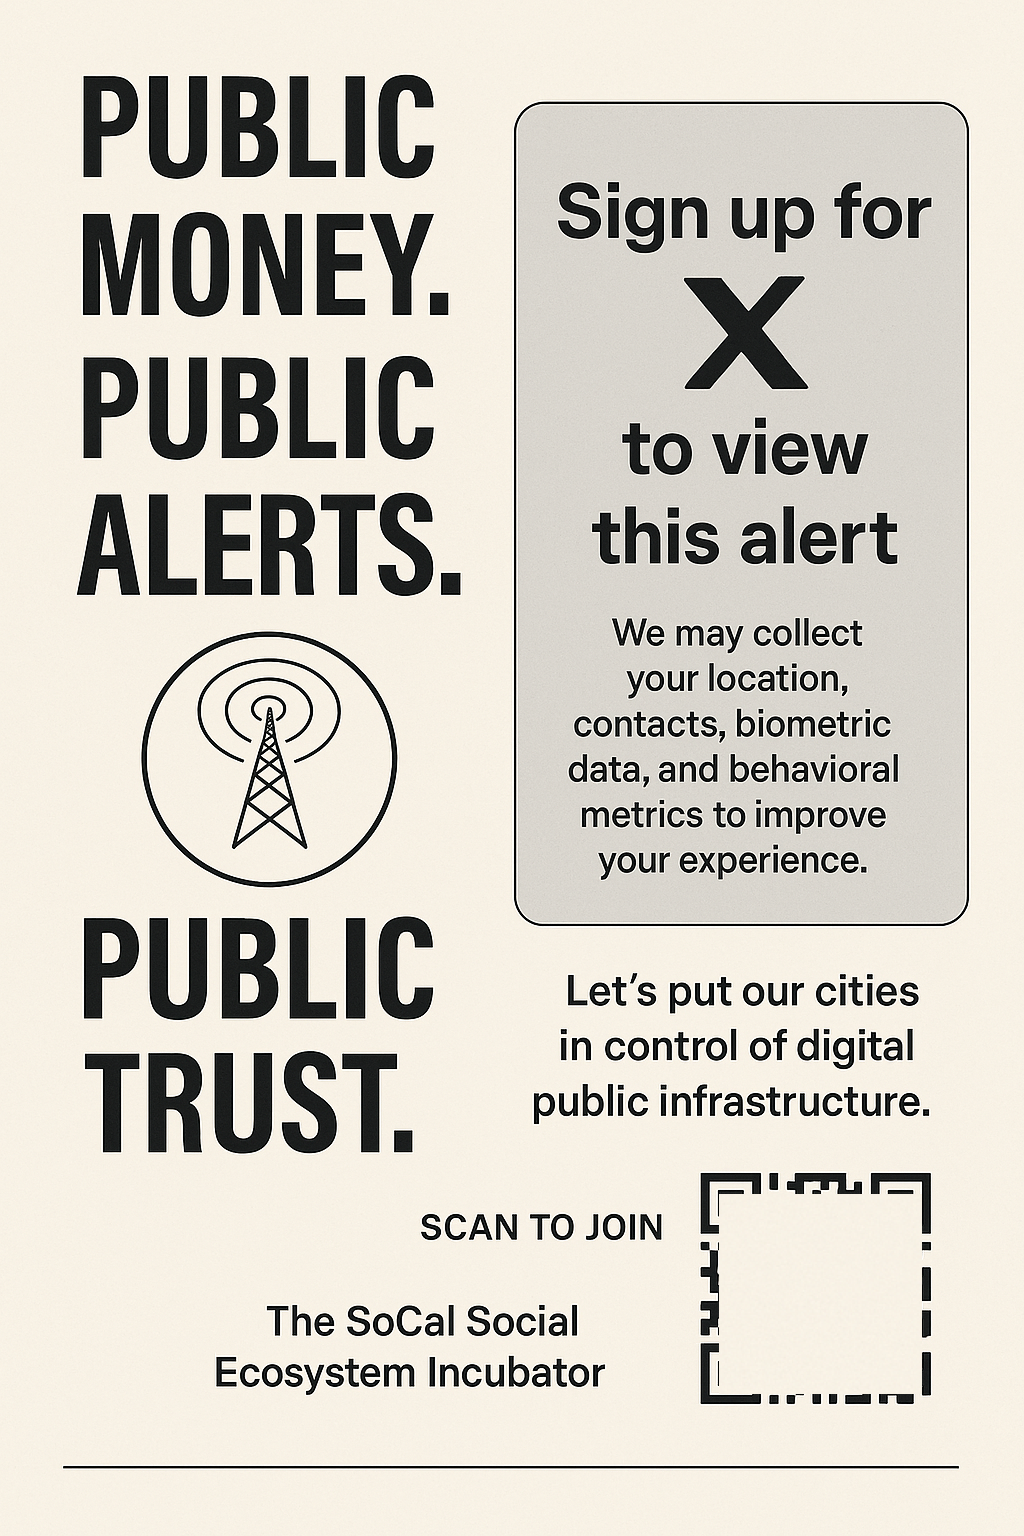 PUBLIC
MONEY.
PUBLIC
ALERTS.
PUBLIC
TRUST.
Sign up for
X
to view
this alert
We may collect
your location,
contacts, biometric
data, and behavioral
metrics to improve
your experience.
Let's put our cities
in control of digital
public infrastructure.
SCAN TO JOIN
The SoCal Social
Ecosystem Incubator